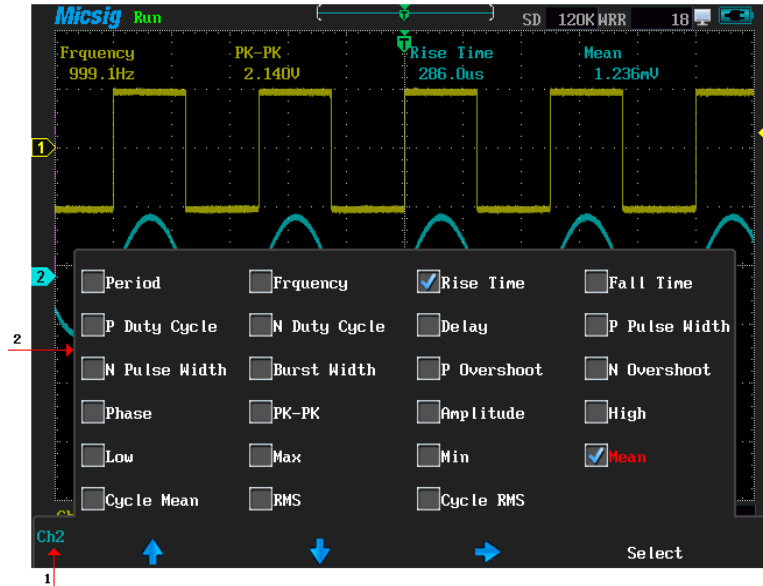 Micsig Run SD 120K WRR 18
T
Frquency PK-PK Rise Time Mean
999.1Hz 2.140V 286.0us 1.236mV
1
2
Period Frquency Rise Time Fall Time
P Duty Cycle N Duty Cycle Delay P Pulse Width
2
N Pulse Width Burst Width P Overshoot N Overshoot
Phase PK-PK Amplitude High
Low Max Min Mean
Cycle Mean RMS Cycle RMS
Ch2 Select
1